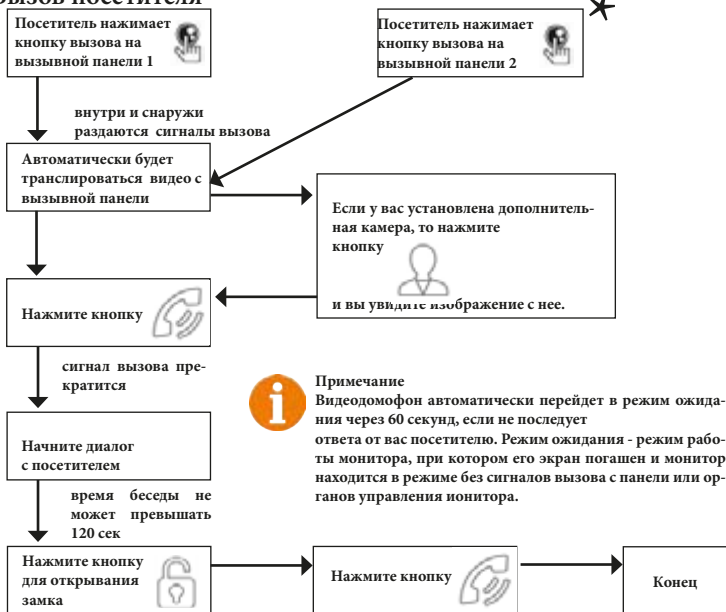 Вызов посетителя
Посетитель нажимает
кнопку вызова на
вызывной панели 1
Посетитель нажимает
кнопку вызова на
вызывной панели 2
внутри и снаружи
раздаются сигналы вызова
Автоматически будет
транслироваться видео с
вызывной панели
Если у вас установлена дополнитель-
ная камера, то нажмите
кнопку
и вы увидите изображение с нее.
Нажмите кнопку
сигнал вызова пре-
кратится
Примечание
Видеодомофон автоматически перейдет в режим ожида-
ния через 60 секунд, если не последует
ответа от вас посетителю. Режим ожидания - режим рабо-
ты монитора, при котором его экран погашен и монитор
находится в режиме без сигналов вызова с панели или ор-
ганов управления ионитора.
Начните диалог
с посетителем
время беседы не
может превышать
120 сек
Нажмите кнопку
для открывания
замка
Нажмите кнопку
Конец